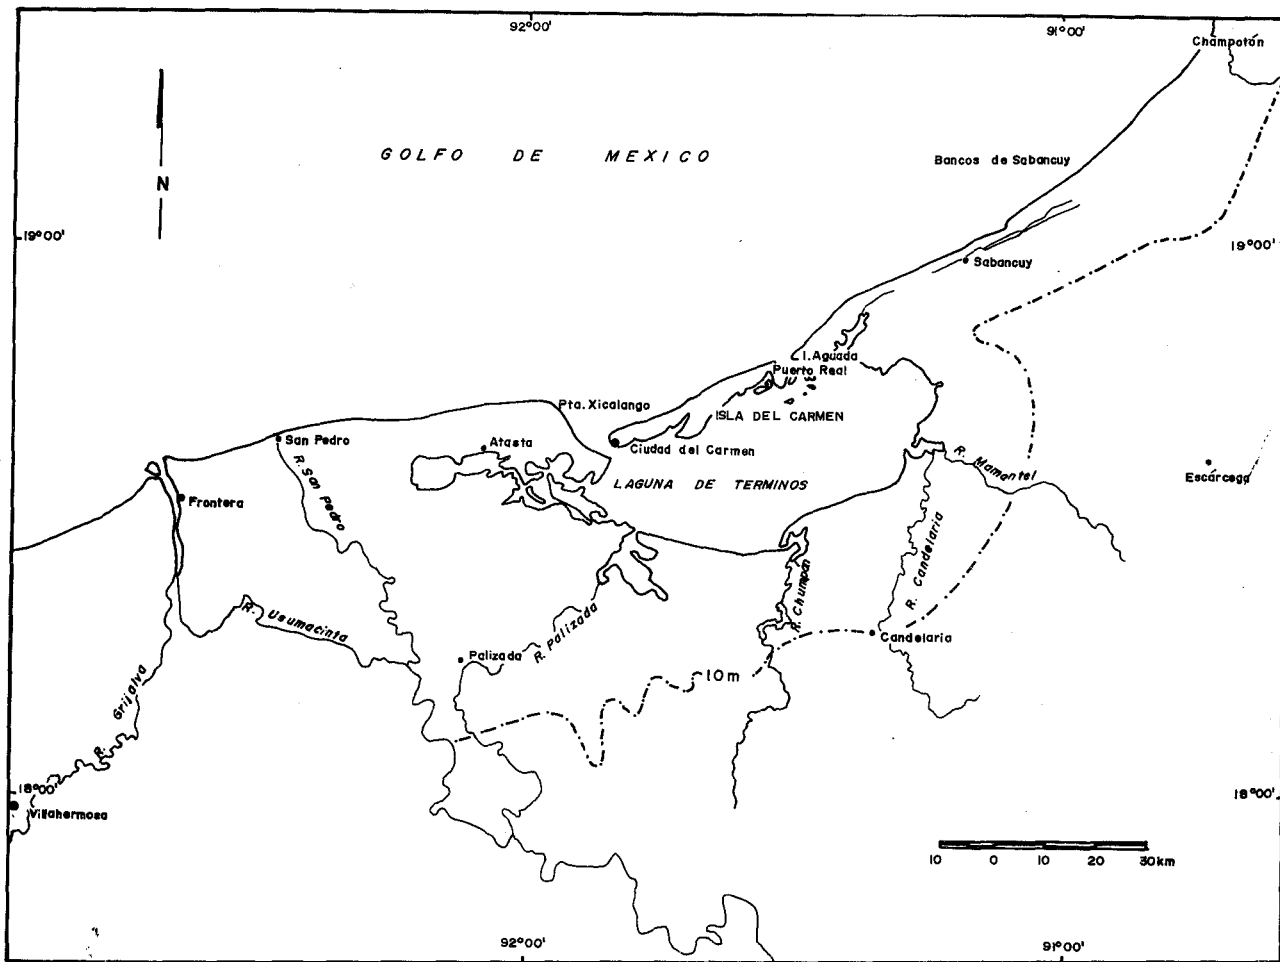 92°00'
91°00'
Champotón
GOLFO DE MEXICO
Bancos de Sabancuy
N
19°00'
19°00'
Sabancuy
I. Aguada
Puerto Real
Pta. Xicalango
ISLA DEL CARMEN
San Pedro
Atasta
Ciudad del Carmen
R. Mamantel
Escárcega
R. San Pedro
LAGUNA DE TERMINOS
Frontera
R. Candelaria
R. Chumpan
R. Usumacinta
R. Palizada
Candelaria
Palizada
10m
R. Grijalva
18°00'
18°00'
Villahermosa
10 0 10 20 30km
92°00'
91°00'